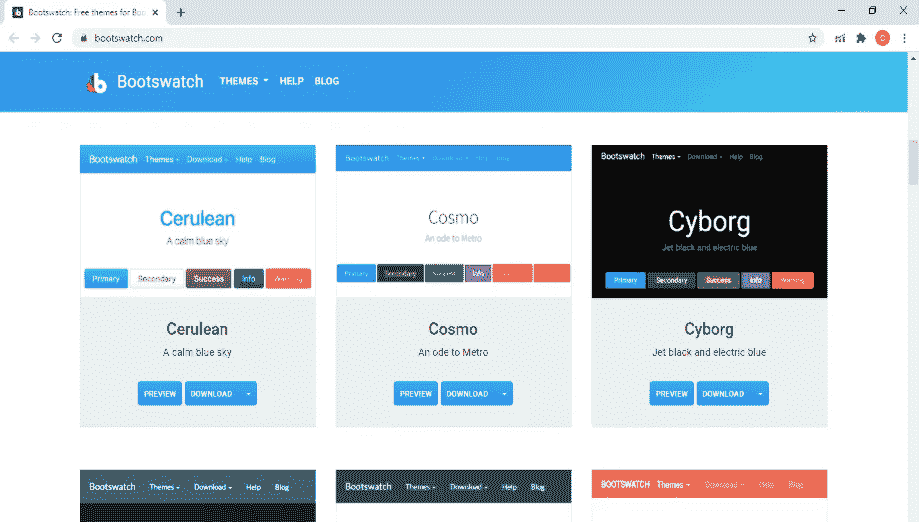 Bootswatch: Free themes for Boo
bootswatch.com
Bootswatch THEMES HELP BLOG
Bootswatch Themes Download Help Blog
Cerulean
A calm blue sky
Primary Secondary Success Info Warning
Cerulean
A calm blue sky
PREVIEW DOWNLOAD
Bootswatch Themes Download Help Blog
Cosmo
An ode to Metro
Primary Secondary Success Info
Cosmo
An ode to Metro
PREVIEW DOWNLOAD
Bootswatch Themes Download Help Blog
Cyborg
Jet black and electric blue
Primary Secondary Success Info Warning
Cyborg
Jet black and electric blue
PREVIEW DOWNLOAD
Bootswatch Themes Download Help Blog
Bootswatch Themes Download Help Blog
BOOTSWATCH Themes Download Help Blog